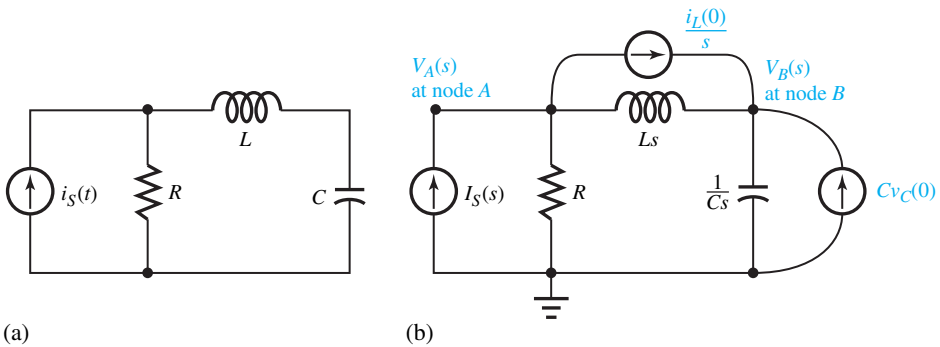 i_S(t)
R
L
C
(a)
V_A(s)
at node A
i_L(0)
s
V_B(s)
at node B
Ls
I_S(s)
R
1
Cs
Cv_C(0)
(b)